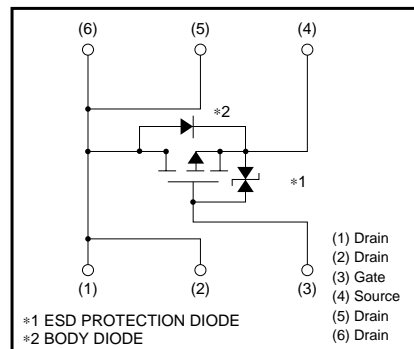 (6) (5) (4)
∗2
∗1
(1) (2) (3)
(1) Drain
(2) Drain
(3) Gate
(4) Source
(5) Drain
(6) Drain
∗1 ESD PROTECTION DIODE
∗2 BODY DIODE